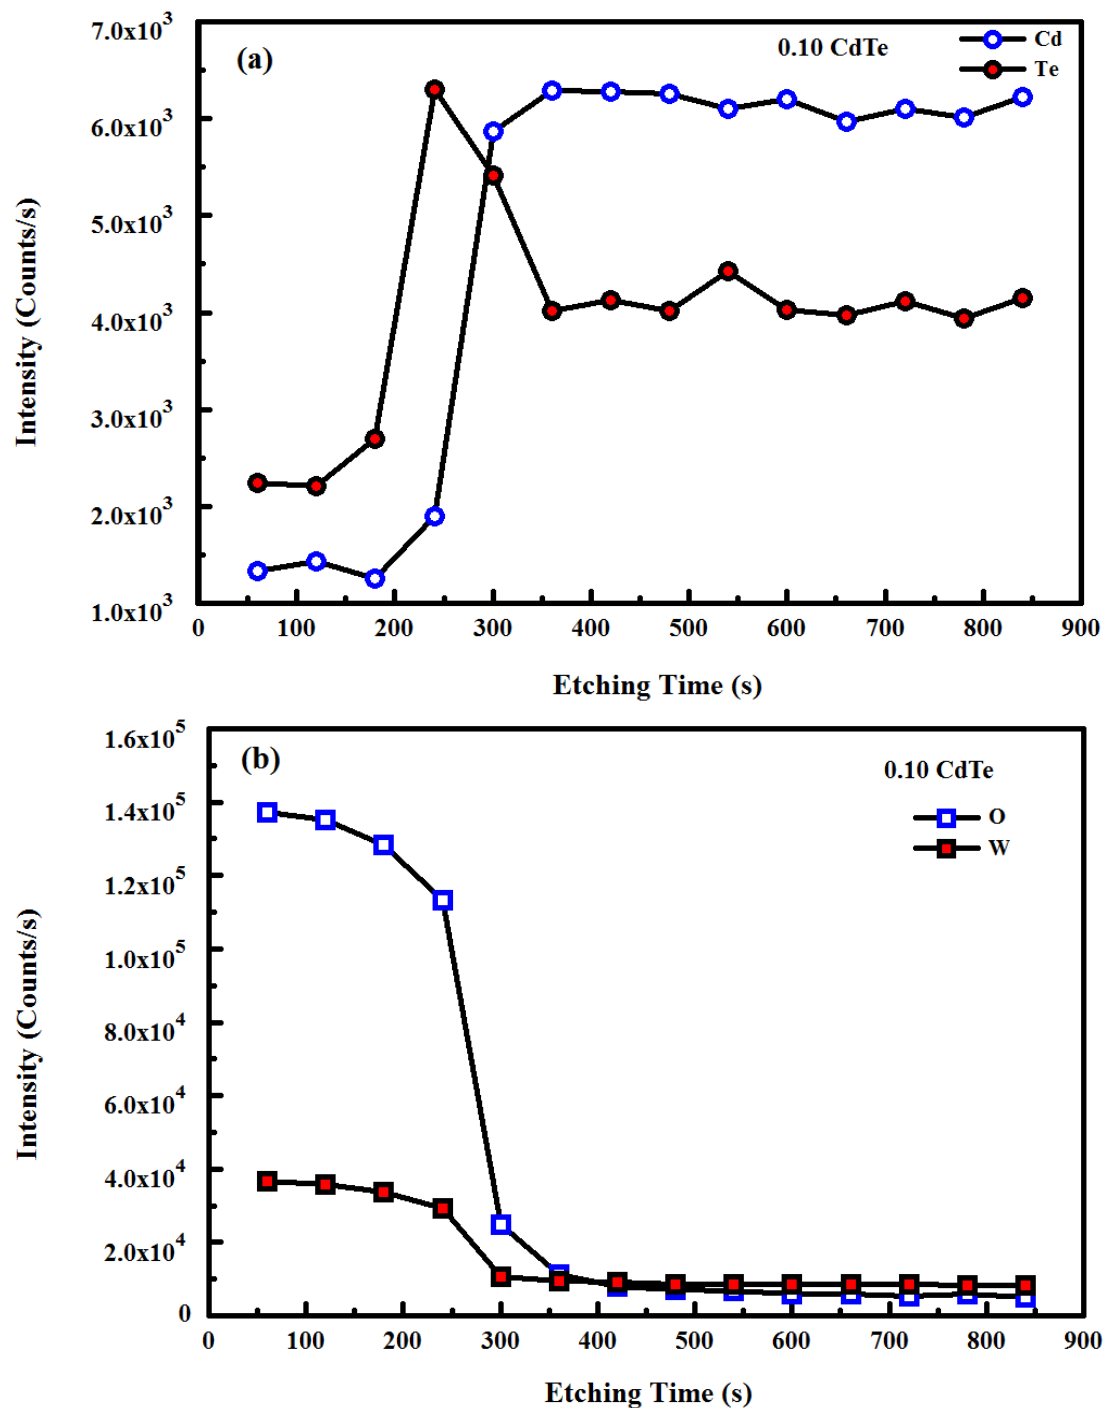 (a)
0.10 CdTe
Cd
Te
7.0x10³
6.0x10³
5.0x10³
4.0x10³
3.0x10³
2.0x10³
1.0x10³
Intensity (Counts/s)
0 100 200 300 400 500 600 700 800 900
Etching Time (s)
(b)
0.10 CdTe
O
W
1.6x10⁵
1.4x10⁵
1.2x10⁵
1.0x10⁵
8.0x10⁴
6.0x10⁴
4.0x10⁴
2.0x10⁴
0
Intensity (Counts/s)
0 100 200 300 400 500 600 700 800 900
Etching Time (s)